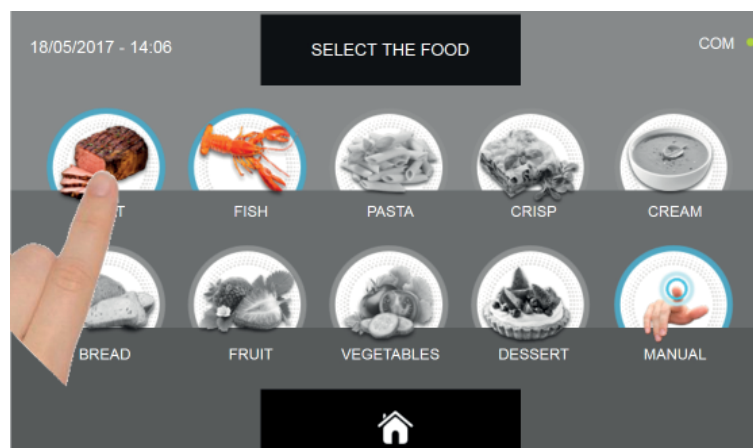 18/05/2017 - 14:06
SELECT THE FOOD
COM
T
FISH
PASTA
CRISP
CREAM
BREAD
FRUIT
VEGETABLES
DESSERT
MANUAL